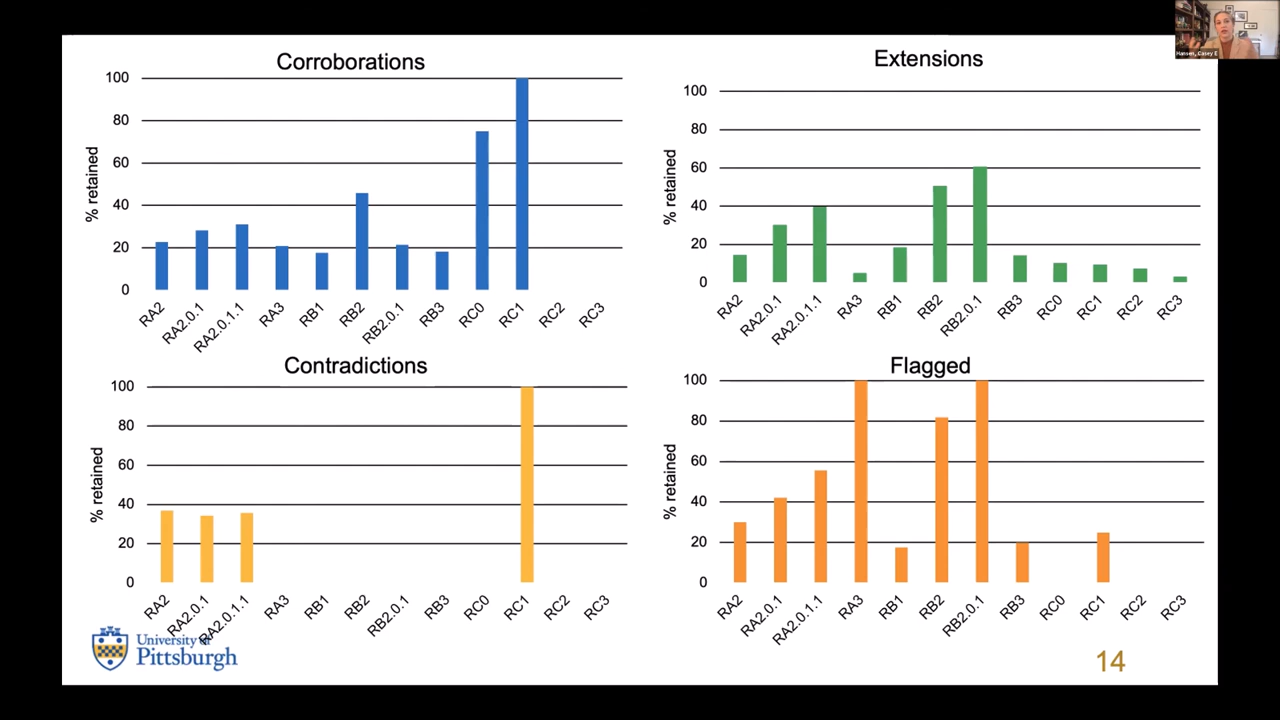 Corroborations
% retained
100
80
60
40
20
0
RA2
RA2.0.1
RA2.0.1.1
RA3
RB1
RB2
RB2.0.1
RB3
RC0
RC1
RC2
RC3
Extensions
% retained
100
80
60
40
20
0
RA2
RA2.0.1
RA2.0.1.1
RA3
RB1
RB2
RB2.0.1
RB3
RC0
RC1
RC2
RC3
Contradictions
% retained
100
80
60
40
20
0
RA2
RA2.0.1
RA2.0.1.1
RA3
RB1
RB2
RB2.0.1
RB3
RC0
RC1
RC2
RC3
Flagged
% retained
100
80
60
40
20
0
RA2
RA2.0.1
RA2.0.1.1
RA3
RB1
RB2
RB2.0.1
RB3
RC0
RC1
RC2
RC3
University of
Pittsburgh
14
Hansen, Casey E